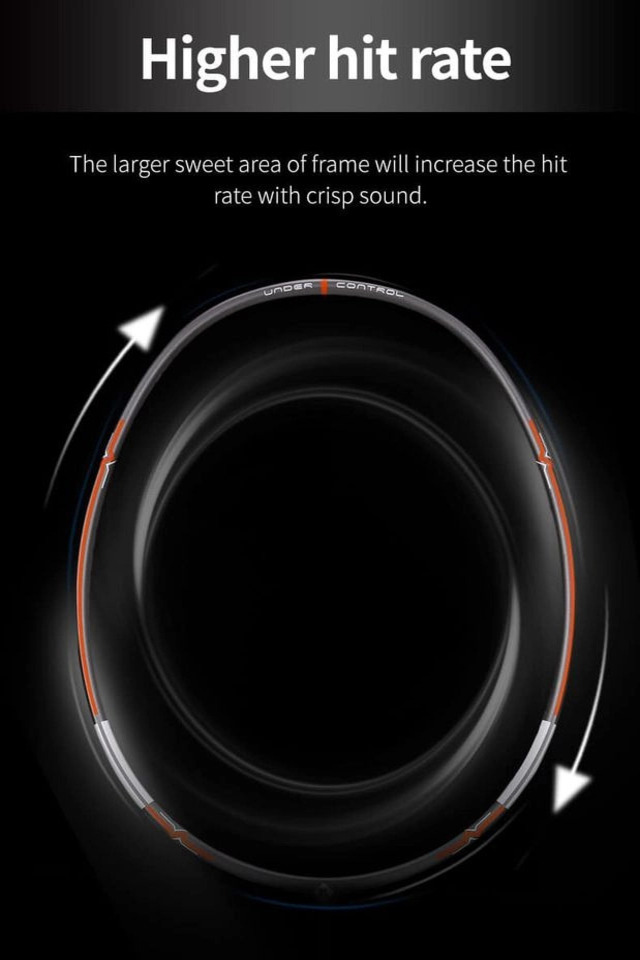 Higher hit rate
The larger sweet area of frame will increase the hit
rate with crisp sound.
UNDER CONTROL